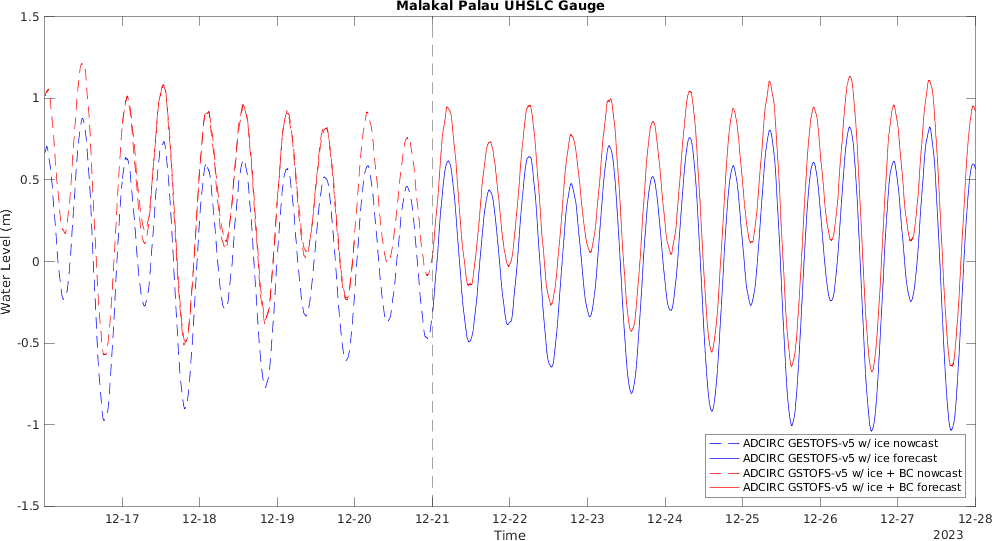 Malakal Palau UHSLC Gauge
1.5
1
0.5
0
-0.5
-1
-1.5
Water Level (m)
12-17 12-18 12-19 12-20 12-21 12-22 12-23 12-24 12-25 12-26 12-27 12-28
Time
2023
ADCIRC GESTOFS-v5 w/ ice nowcast
ADCIRC GESTOFS-v5 w/ ice forecast
ADCIRC GSTOFS-v5 w/ ice + BC nowcast
ADCIRC GSTOFS-v5 w/ ice + BC forecast